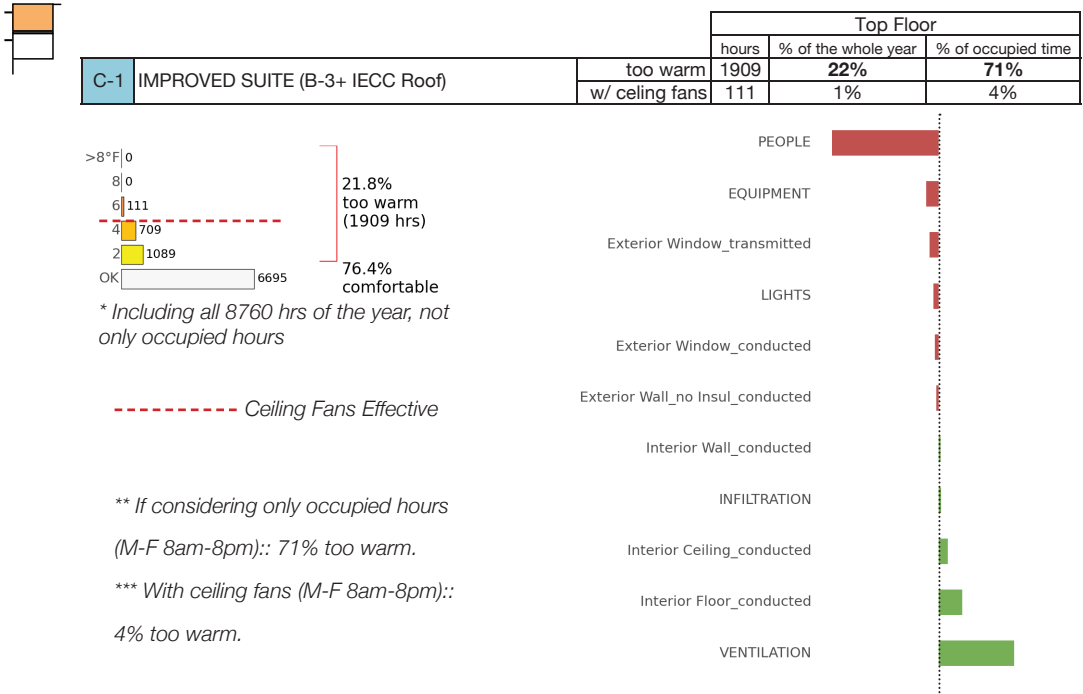 Top Floor
hours % of the whole year % of occupied time
C-1 IMPROVED SUITE (B-3+ IECC Roof) too warm 1909 22% 71%
w/ celing fans 111 1% 4%
>8°F 0
8 0
6 111
4 709
2 1089
OK 6695
21.8%
too warm
(1909 hrs)
76.4%
comfortable
* Including all 8760 hrs of the year, not
only occupied hours
Ceiling Fans Effective
** If considering only occupied hours
(M-F 8am-8pm):: 71% too warm.
*** With ceiling fans (M-F 8am-8pm)::
4% too warm.
PEOPLE
EQUIPMENT
Exterior Window_transmitted
LIGHTS
Exterior Window_conducted
Exterior Wall_no Insul_conducted
Interior Wall_conducted
INFILTRATION
Interior Ceiling_conducted
Interior Floor_conducted
VENTILATION